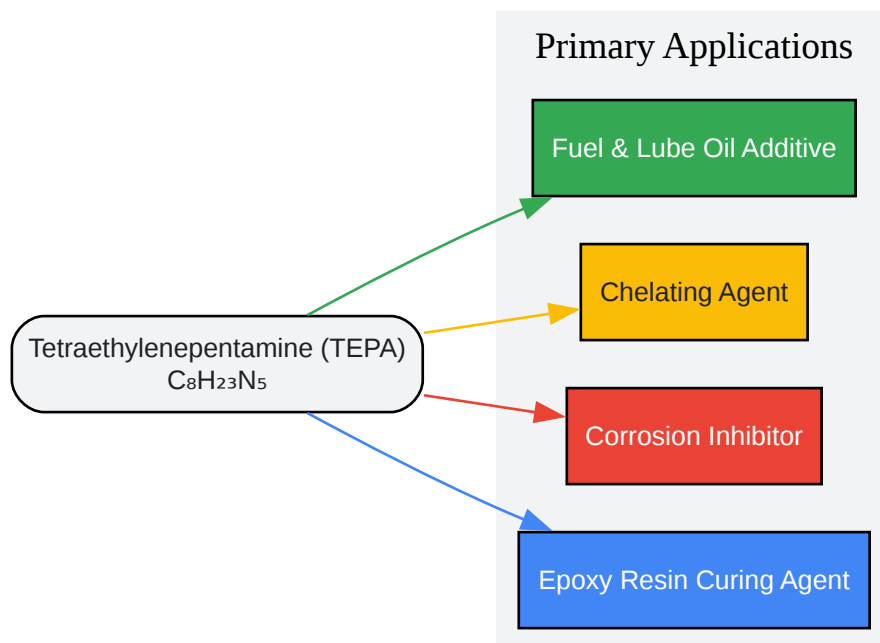 Primary Applications
Fuel & Lube Oil Additive
Chelating Agent
Tetraethylenepentamine (TEPA)
C₈H₂₃N₅
Corrosion Inhibitor
Epoxy Resin Curing Agent